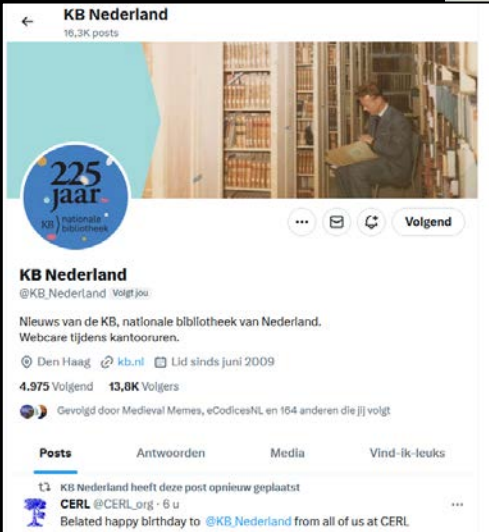 KB Nederland
16,3K posts
225
jaar
KB nationale
bibliotheek
Volgend
KB Nederland
@KB_Nederland Volgt jou
Nieuws van de KB, nationale bibliotheek van Nederland.
Webcare tijdens kantooruren.
Den Haag kb.nl Lid sinds juni 2009
4.975 Volgend 13,8K Volgers
Gevolgd door Medieval Memes, eCodicesNL en 164 anderen die jij volgt
Posts Antwoorden Media Vind-ik-leuks
KB Nederland heeft deze post opnieuw geplaatst
CERL @CERL_org · 6 u
Belated happy birthday to @KB_Nederland from all of us at CERL